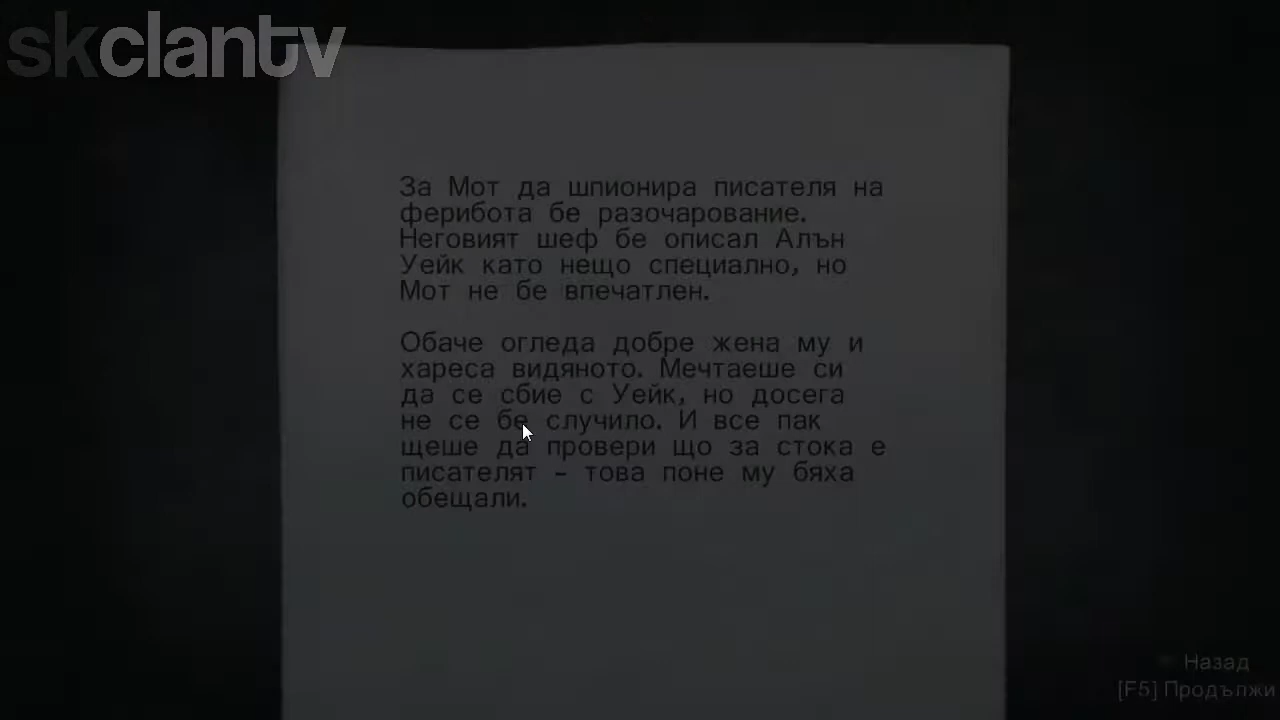 skclantv
За Мот да шпионира писателя на
ферибота бе разочарование.
Неговият шеф бе описал Алън
Уейк като нещо специално, но
Мот не бе впечатлен.
Обаче огледа добре жена му и
хареса видяното. Мечтаеше си
да се сбие с Уейк, но досега
не се бе случило. И все пак
щеше да провери що за стока е
писателят – това поне му бяха
обещали.
Назад
[F5] Продължи